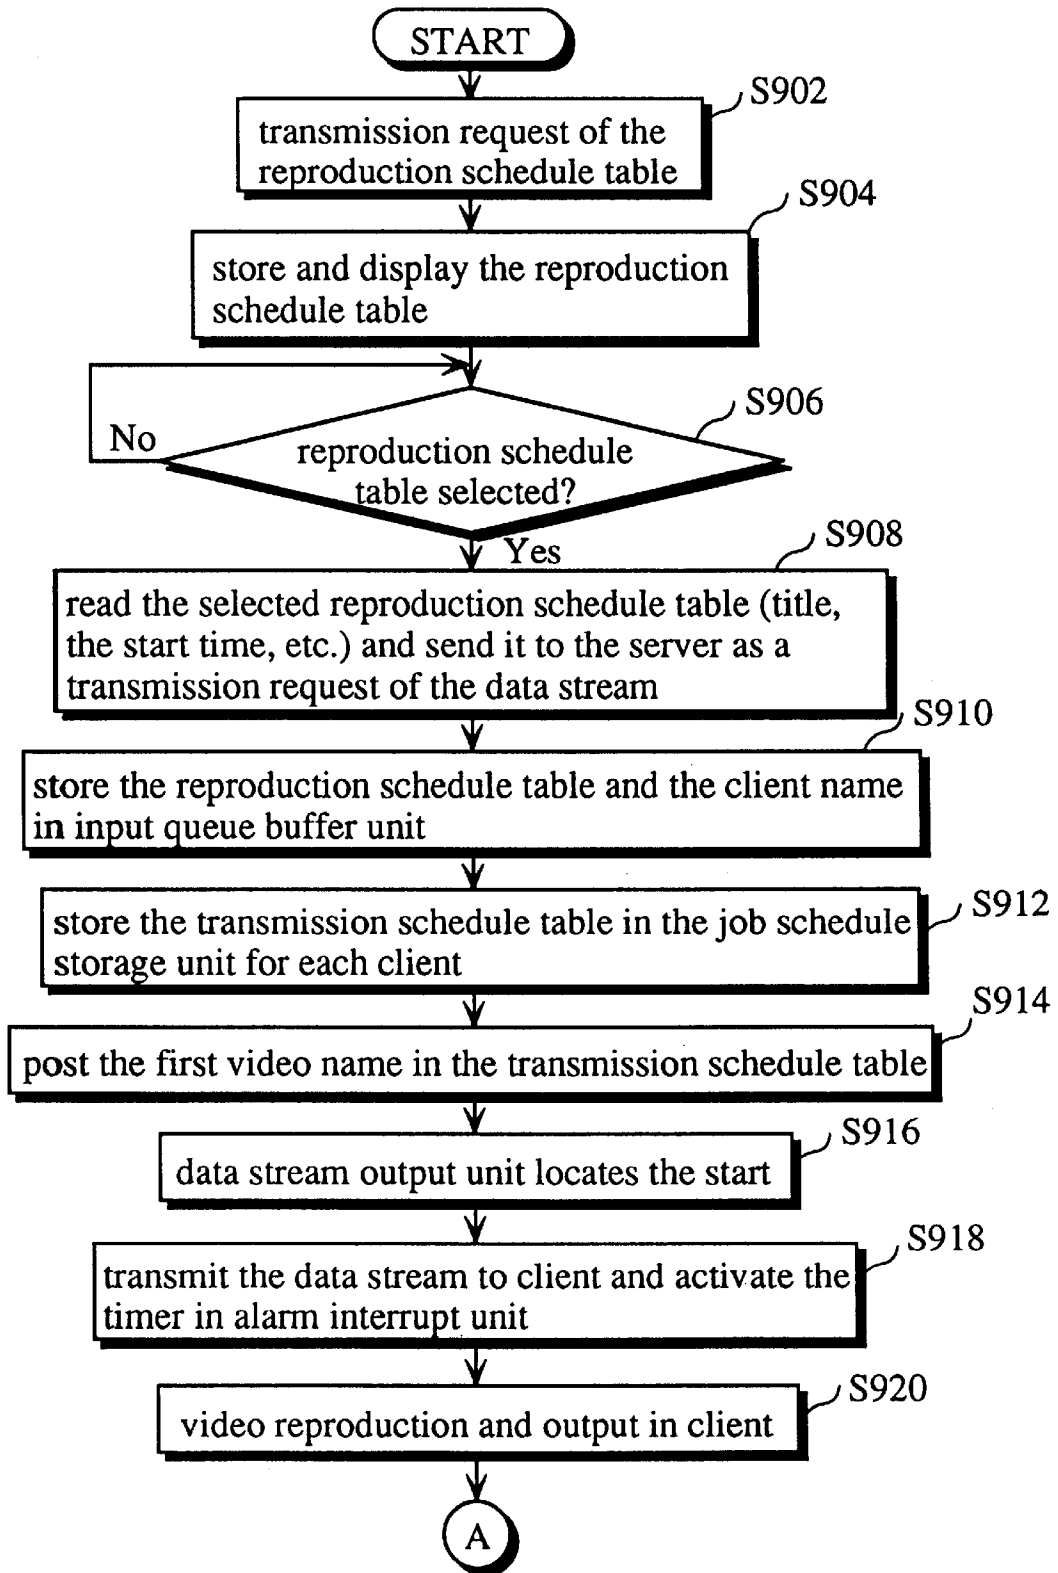 START
S902
transmission request of the
reproduction schedule table
S904
store and display the reproduction
schedule table
S906
No
reproduction schedule
table selected?
Yes
S908
read the selected reproduction schedule table (title,
the start time, etc.) and send it to the server as a
transmission request of the data stream
S910
store the reproduction schedule table and the client name
in input queue buffer unit
S912
store the transmission schedule table in the job schedule
storage unit for each client
S914
post the first video name in the transmission schedule table
S916
data stream output unit locates the start
S918
transmit the data stream to client and activate the
timer in alarm interrupt unit
S920
video reproduction and output in client
A